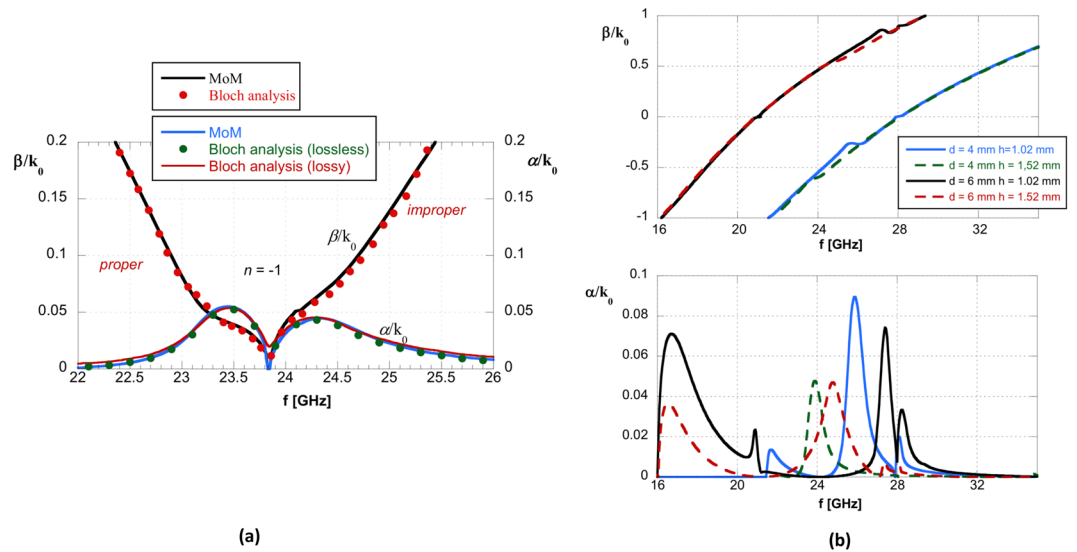 MoM
Bloch analysis
MoM
Bloch analysis (lossless)
Bloch analysis (lossy)
β/k0
α/k0
0.2
0.15
0.1
0.05
0
0.2
0.15
0.1
0.05
0
proper
improper
n = -1
β/k0
α/k0
22 22.5 23 23.5 24 24.5 25 25.5 26
f [GHz]
(a)
β/k0
1
0.5
0
-0.5
-1
d = 4 mm h=1.02 mm
d = 4 mm h=1,52 mm
d = 6 mm h = 1.02 mm
d = 6 mm h = 1.52 mm
16 20 24 28 32
f [GHz]
α/k0
0.1
0.08
0.06
0.04
0.02
0
16 20 24 28 32
f [GHz]
(b)